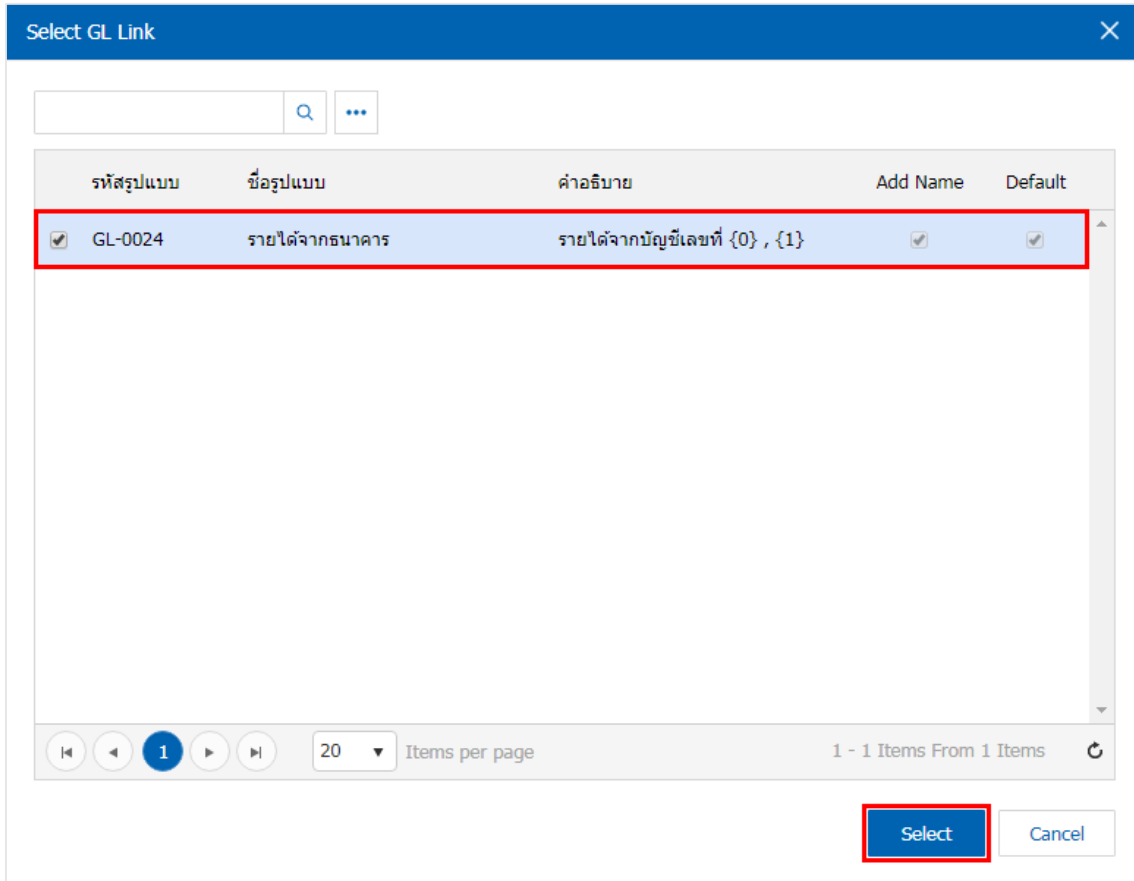 Select GL Link
รหัสรูปแบบ ชื่อรูปแบบ คำอธิบาย Add Name Default
GL-0024 รายได้จากธนาคาร รายได้จากบัญชีเลขที่ {0} , {1}
1 20 Items per page 1 - 1 Items From 1 Items
Select Cancel